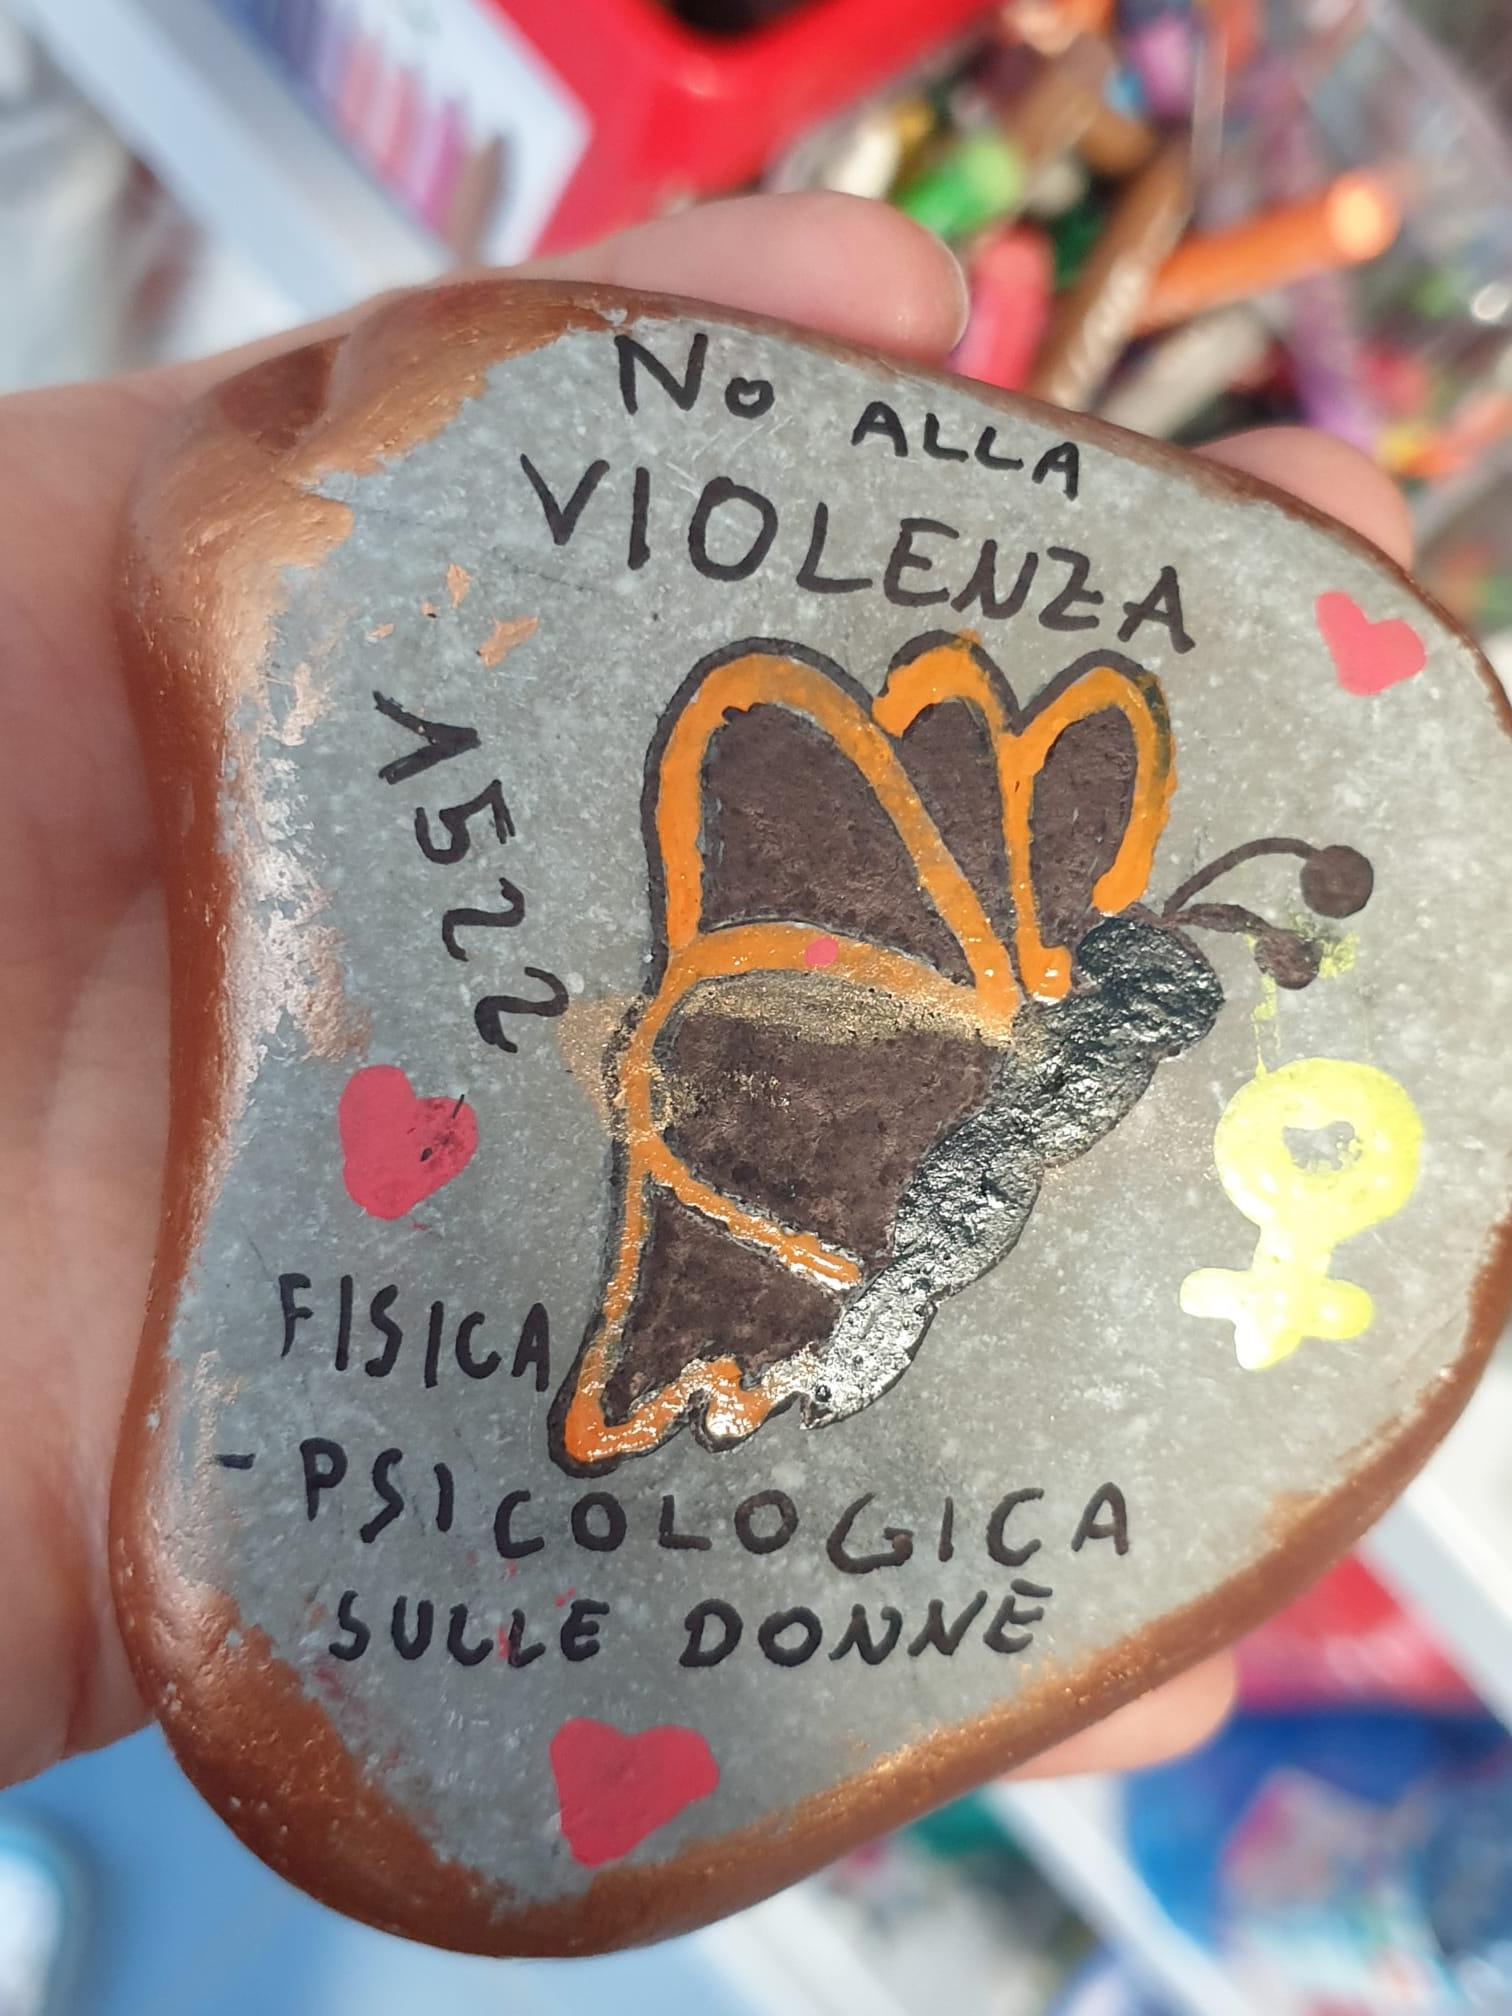 No ALLA
VIOLENZA
1522
FISICA
- PSICOLOGICA
SULLE DONNE